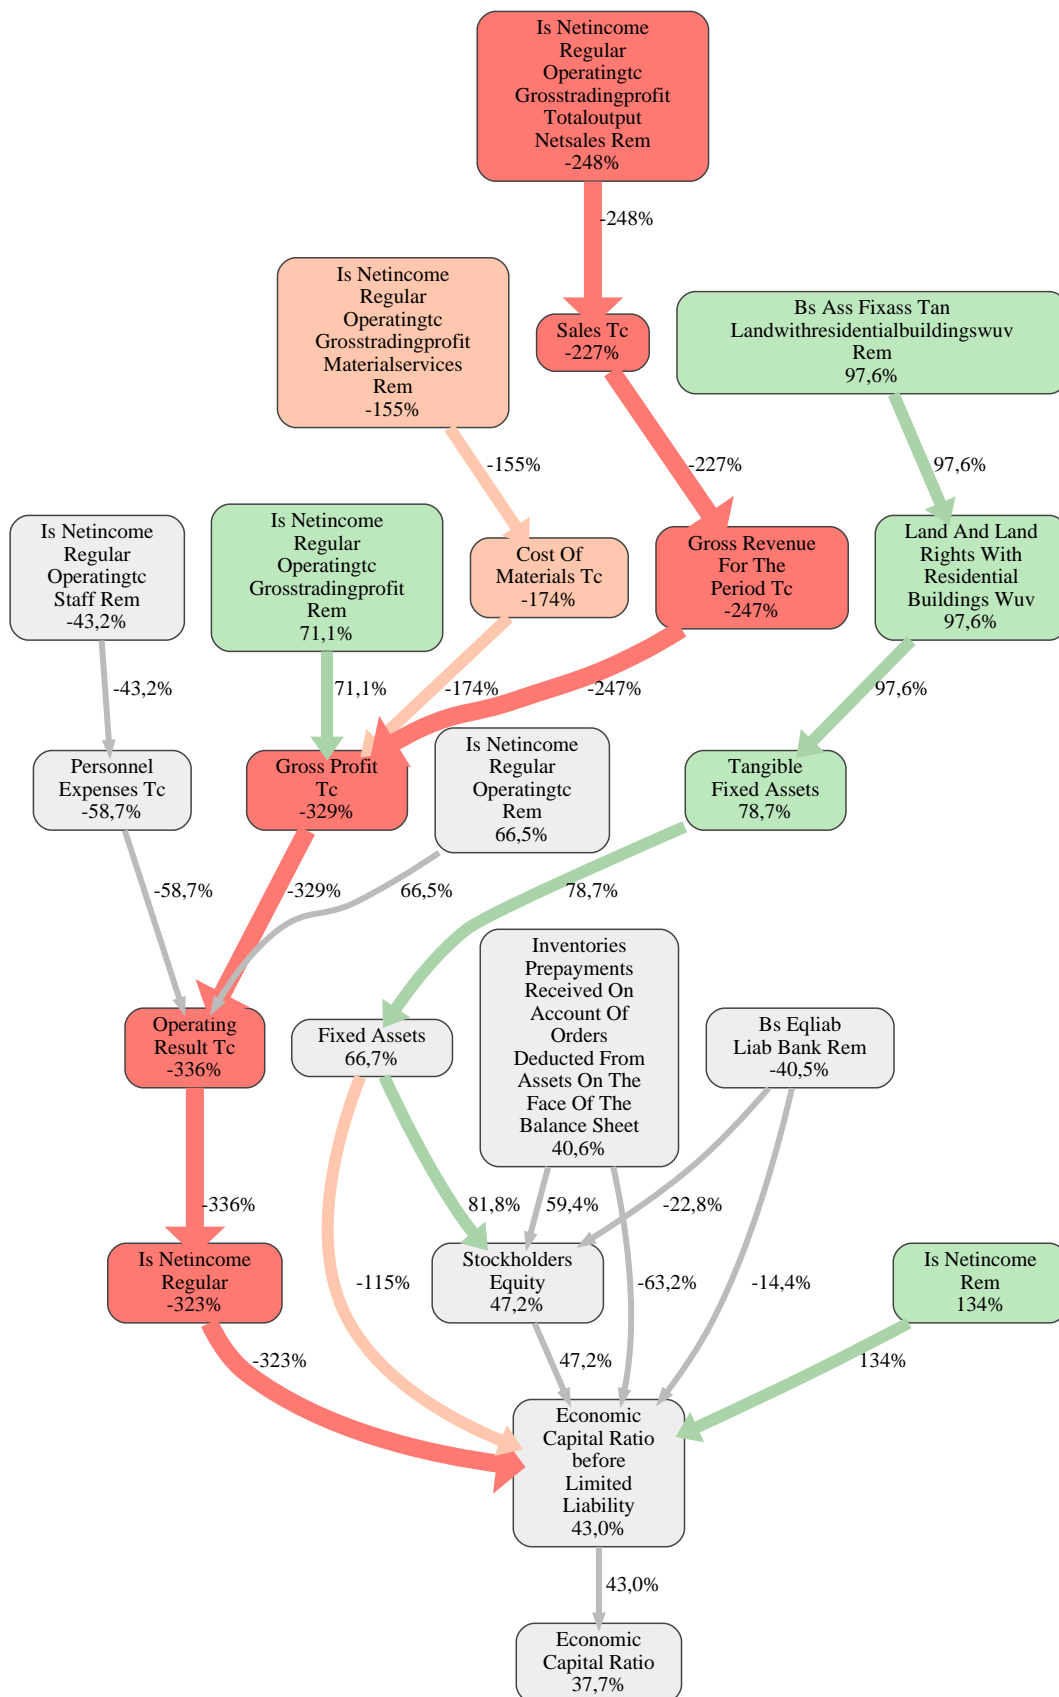 Is Netincome
Regular
Operatingtc
Grosstradingprofit
Totaloutput
Netsales Rem
-248%
-248%
Is Netincome
Regular
Operatingtc
Grosstradingprofit
Materialservices
Rem
-155%
Sales Tc
-227%
Bs Ass Fixass Tan
Landwithresidentialbuildingswuv
Rem
97,6%
-155%
-227%
97,6%
Is Netincome
Regular
Operatingtc
Staff Rem
-43,2%
Is Netincome
Regular
Operatingtc
Grosstradingprofit
Rem
71,1%
Cost Of
Materials Tc
-174%
Gross Revenue
For The
Period Tc
-247%
Land And Land
Rights With
Residential
Buildings Wuv
97,6%
-43,2%
71,1%
-174%
-247%
97,6%
Personnel
Expenses Tc
-58,7%
Gross Profit
Tc
-329%
Is Netincome
Regular
Operatingtc
Rem
66,5%
Tangible
Fixed Assets
78,7%
-58,7%
-329%
66,5%
78,7%
Operating
Result Tc
-336%
Fixed Assets
66,7%
Inventories
Prepayments
Received On
Account Of
Orders
Deducted From
Assets On The
Face Of The
Balance Sheet
40,6%
Bs Eqliab
Liab Bank Rem
-40,5%
-336%
81,8%
59,4%
-22,8%
Is Netincome
Regular
-323%
-115%
Stockholders
Equity
47,2%
-63,2%
-14,4%
Is Netincome
Rem
134%
-323%
47,2%
134%
Economic
Capital Ratio
before
Limited
Liability
43,0%
43,0%
Economic
Capital Ratio
37,7%